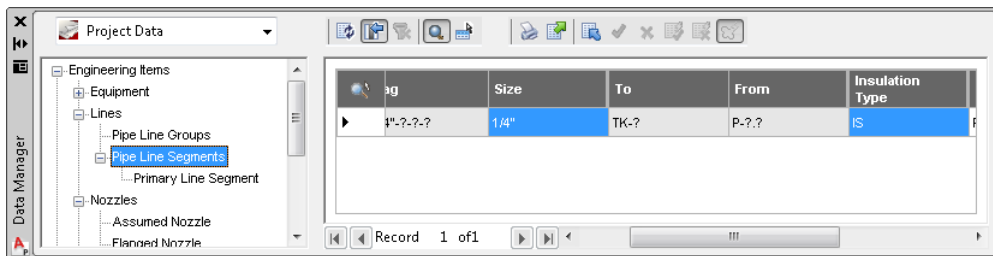 Project Data
Engineering Items
Equipment
Lines
Pipe Line Groups
Pipe Line Segments
Primary Line Segment
Nozzles
Assumed Nozzle
Flanged Nozzle
Data Manager
ag Size To From Insulation Type
4"-?-?-? 1/4" TK-? P-?.? IS
Record 1 of1